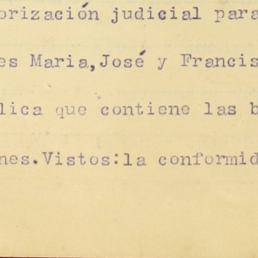 orización judicial para
es Maria,José y Francis
lica que contiene las b
nes.Vistos:la conformid